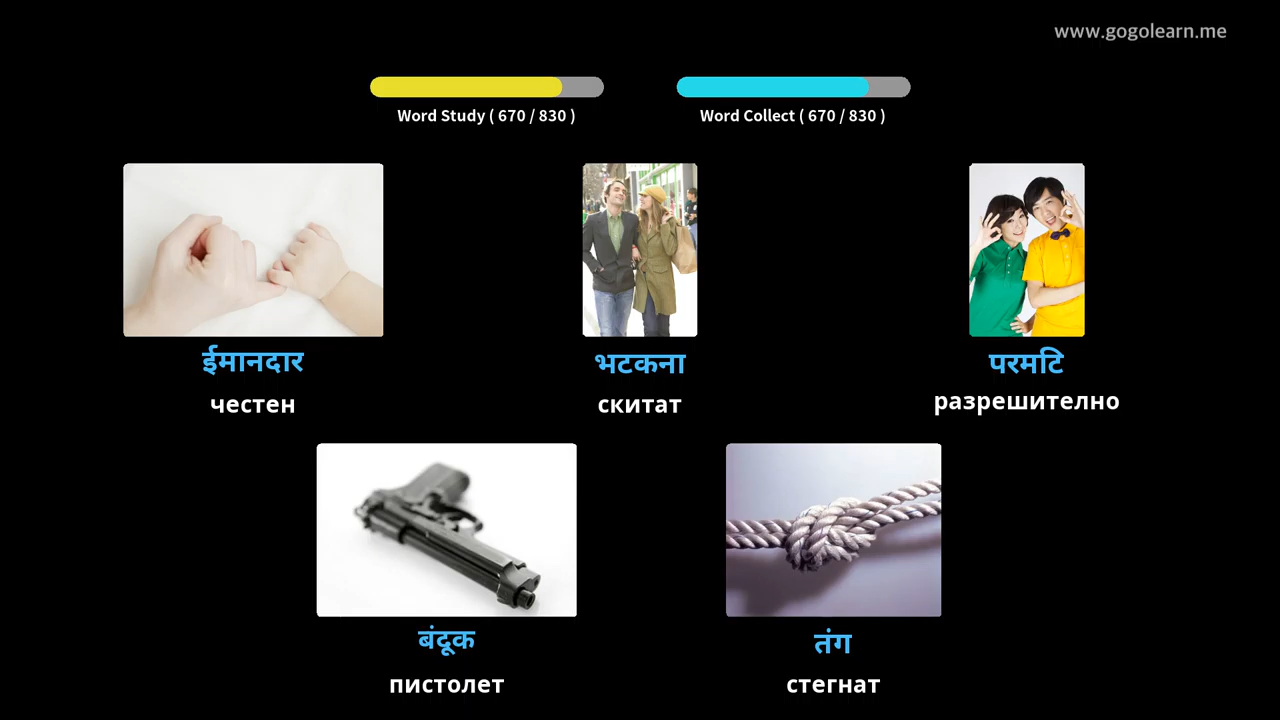 www.gogolearn.me
Word Study ( 670 / 830 )
Word Collect ( 670 / 830 )
ईमानदार
честен
भटकना
скитат
परमिट
разрешително
बंदूक
пистолет
तंग
стегнат